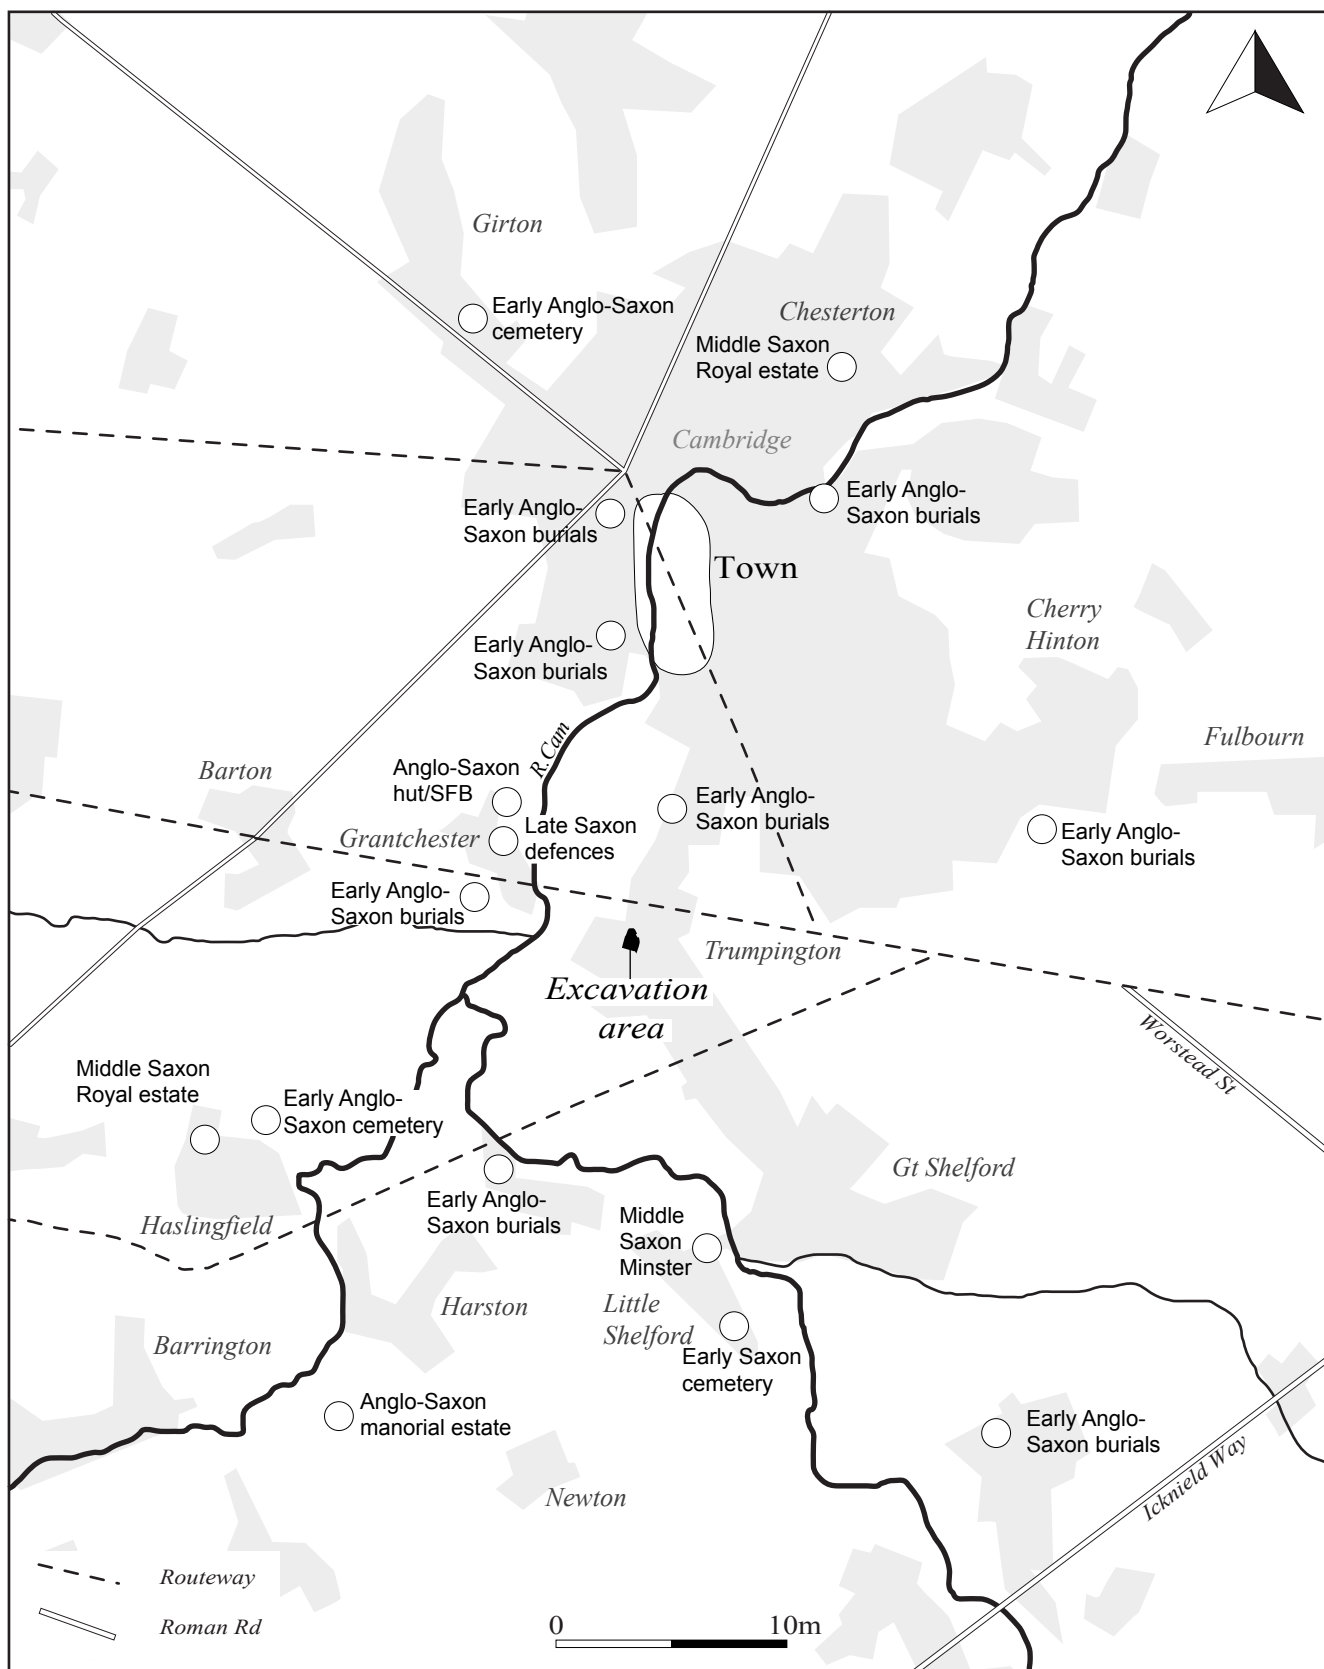 Girton
Early Anglo-Saxon
cemetery
Chesterton
Middle Saxon
Royal estate
Cambridge
Early Anglo-
Saxon burials
Early Anglo-
Saxon burials
Town
Cherry
Hinton
Early Anglo-
Saxon burials
R. Cam
Fulbourn
Barton
Anglo-Saxon
hut/SFB
Early Anglo-
Saxon burials
Grantchester
Late Saxon
defences
Early Anglo-
Saxon burials
Early Anglo-
Saxon burials
Trumpington
Excavation
area
Worstead St
Middle Saxon
Royal estate
Early Anglo-
Saxon cemetery
Gt Shelford
Early Anglo-
Saxon burials
Haslingfield
Middle
Saxon
Minster
Harston
Little
Shelford
Barrington
Early Saxon
cemetery
Anglo-Saxon
manorial estate
Early Anglo-
Saxon burials
Icknield Way
Newton
Routeway
Roman Rd
0 10m